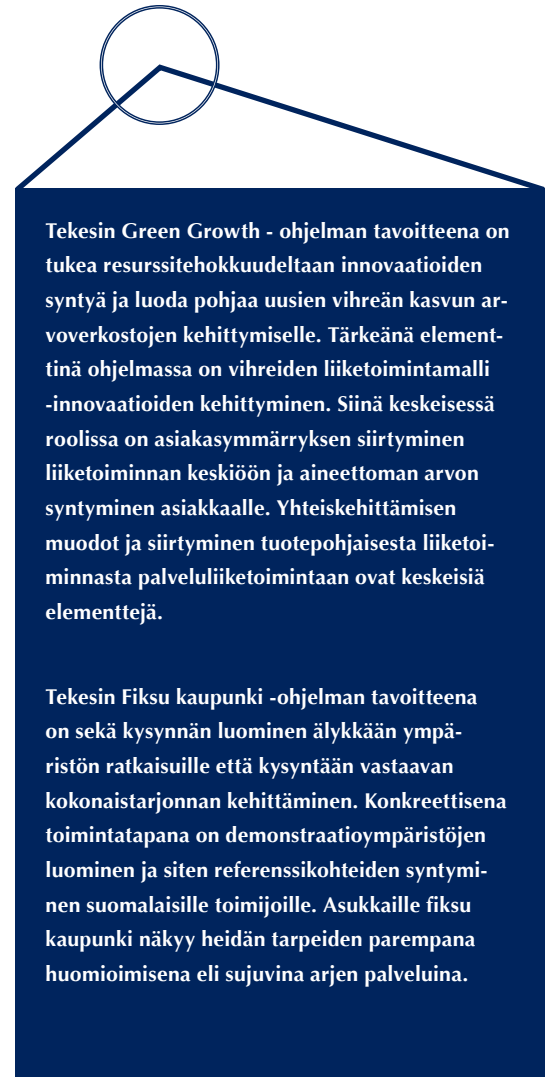 Tekesin Green Growth - ohjelman tavoitteena on
tukea resurssitehokkuudeltaan innovaatioiden
syntyä ja luoda pohjaa uusien vihreän kasvun ar-
voverkostojen kehittymiselle. Tärkeänä element-
tinä ohjelmassa on vihreiden liiketoimintamalli
-innovaatioiden kehittyminen. Siinä keskeisessä
roolissa on asiakasymmärryksen siirtyminen
liiketoiminnan keskiöön ja aineettoman arvon
syntyminen asiakkaalle. Yhteiskehittämisen
muodot ja siirtyminen tuotepohjaisesta liiketoi-
minnasta palveluliiketoimintaan ovat keskeisiä
elementtejä.
Tekesin Fiksu kaupunki -ohjelman tavoitteena
on sekä kysynnän luominen älykkään ympä-
ristön ratkaisuille että kysyntään vastaavan
kokonaistarjonnan kehittäminen. Konkreettisena
toimintatapana on demonstraatioympäristöjen
luominen ja siten referenssikohteiden syntymi-
nen suomalaisille toimijoille. Asukkaille fiksu
kaupunki näkyy heidän tarpeiden parempana
huomioimisena eli sujuvina arjen palveluina.